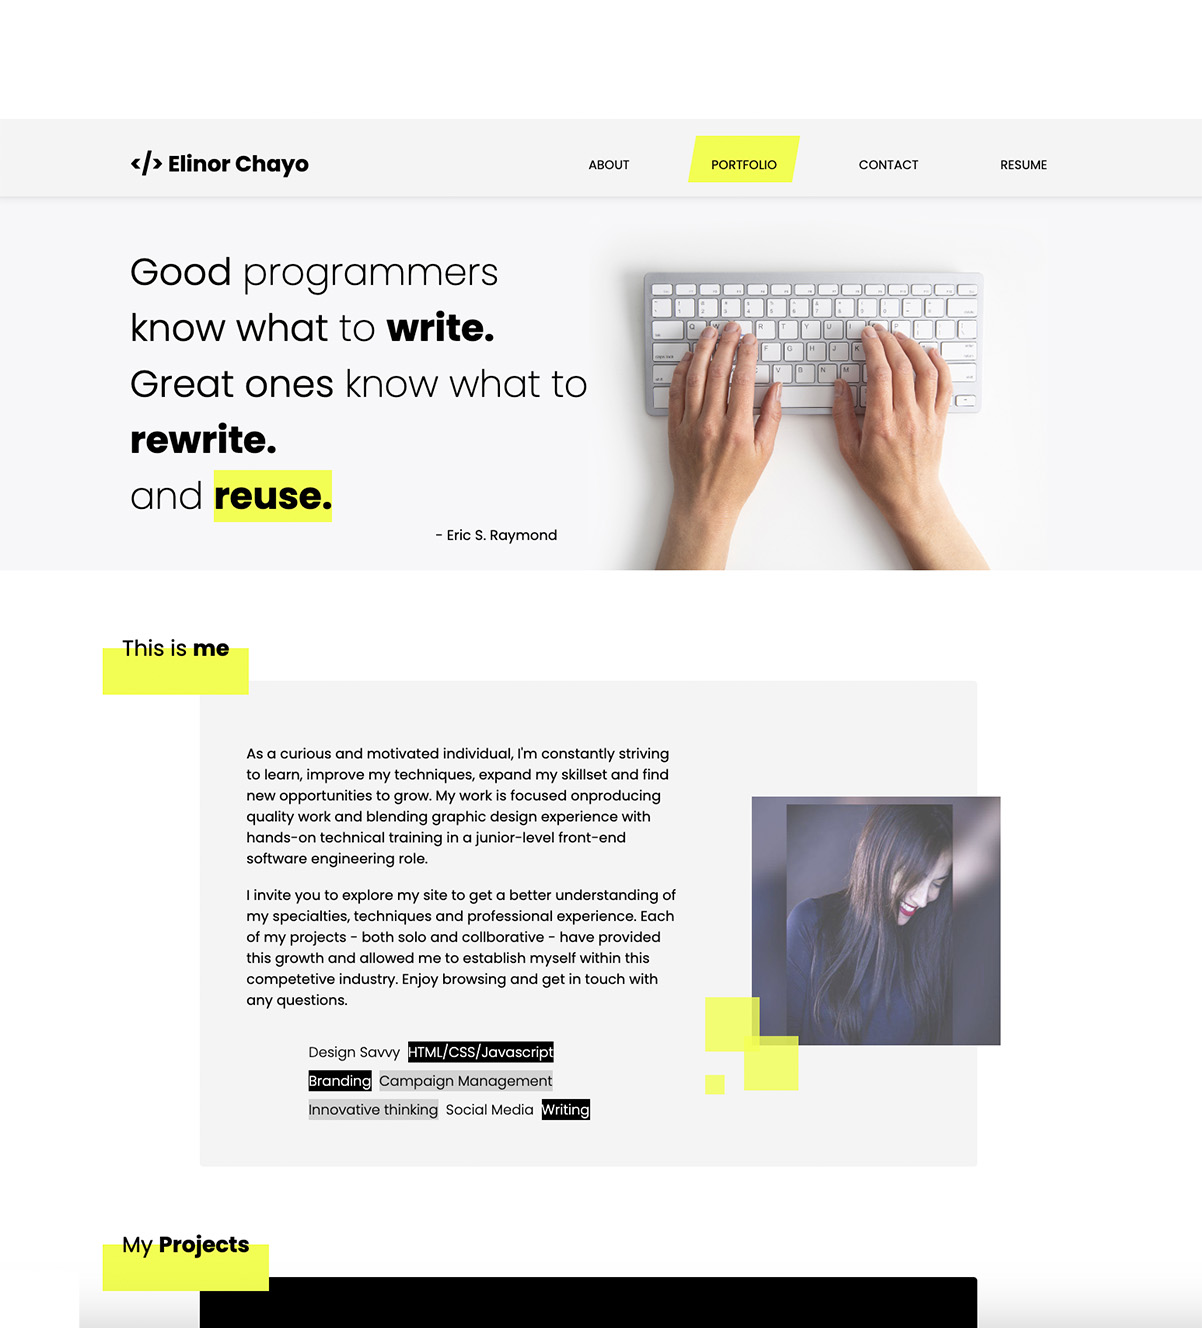 </> Elinor Chayo
ABOUT
PORTFOLIO
CONTACT
RESUME
Good programmers
know what to write.
Great ones know what to
rewrite.
and reuse.
- Eric S. Raymond
This is me
As a curious and motivated individual, I'm constantly striving
to learn, improve my techniques, expand my skillset and find
new opportunities to grow. My work is focused onproducing
quality work and blending graphic design experience with
hands-on technical training in a junior-level front-end
software engineering role.
I invite you to explore my site to get a better understanding of
my specialties, techniques and professional experience. Each
of my projects - both solo and collborative - have provided
this growth and allowed me to establish myself within this
competetive industry. Enjoy browsing and get in touch with
any questions.
Design Savvy HTML/CSS/Javascript
Branding Campaign Management
Innovative thinking Social Media Writing
My Projects